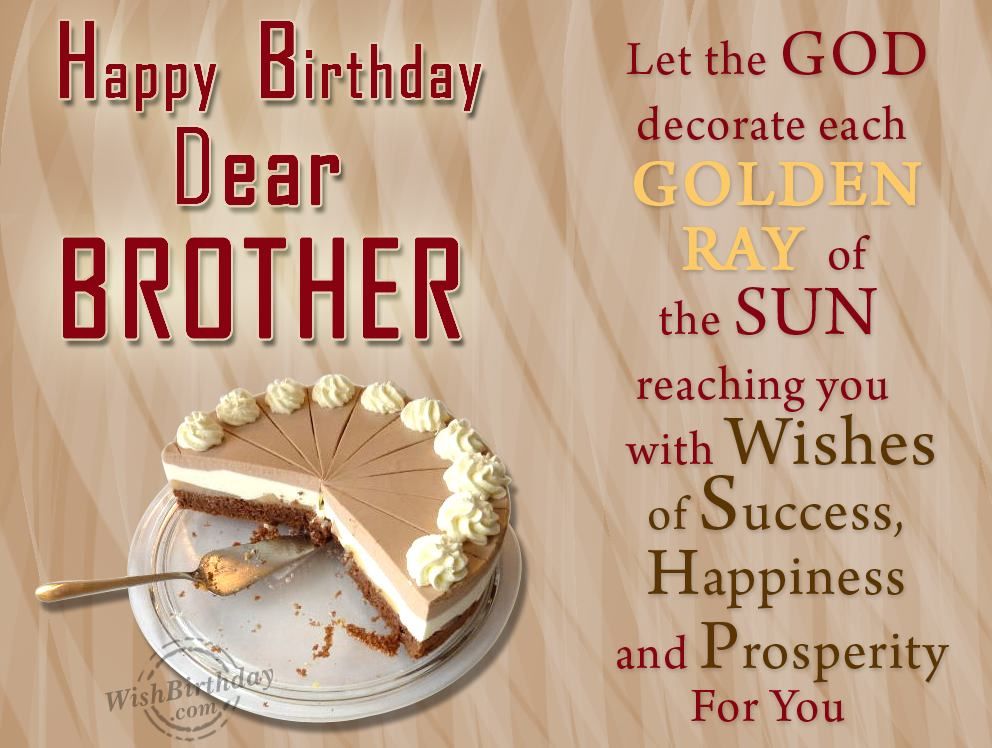 Happy Birthday
Dear
BROTHER
Let the GOD
decorate each
GOLDEN
RAY of
the SUN
reaching you
with Wishes
of Success,
Happiness
and Prosperity
For You
WishBirthday
.com